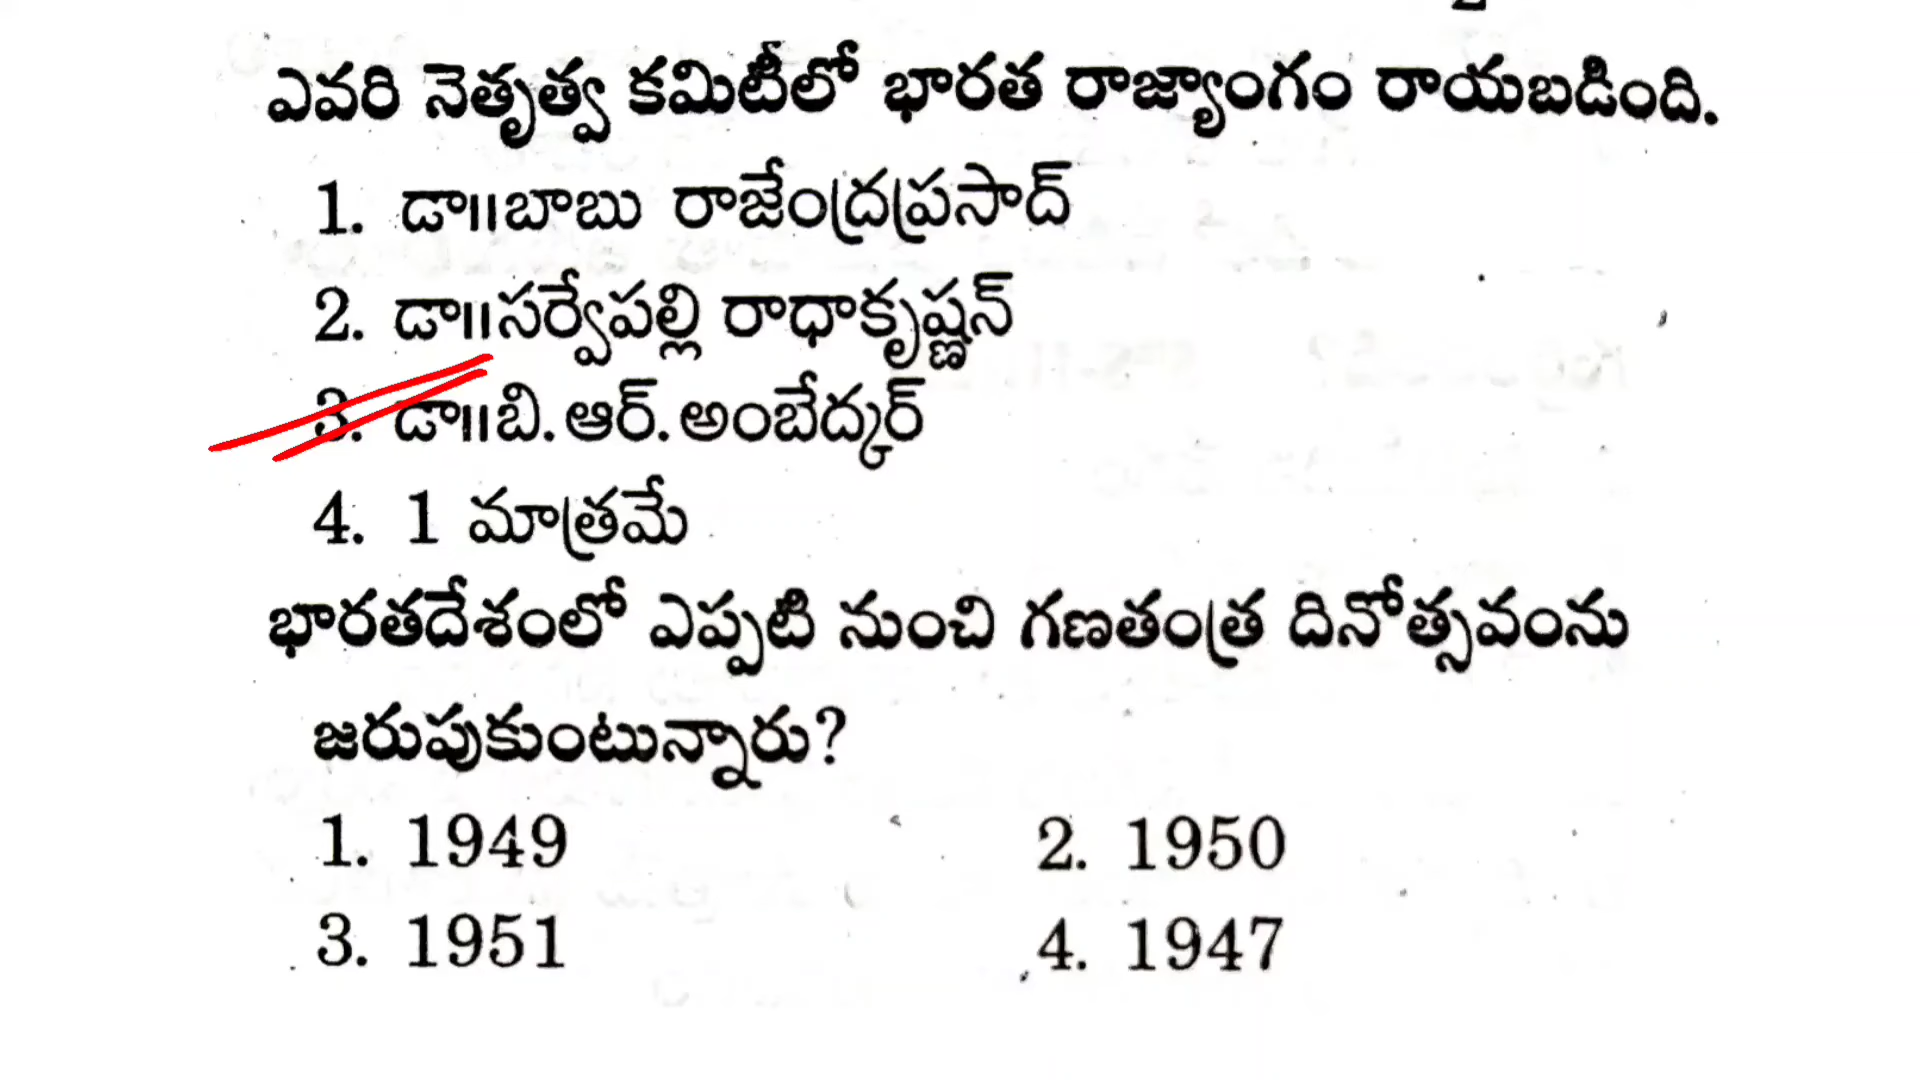 ఎవరి నెతృత్వ కమిటీలో భారత రాజ్యాంగం రాయబడింది.
1. డా॥బాబు రాజేంద్రప్రసాద్
2. డా॥సర్వేపల్లి రాధాకృష్ణన్
3. డా॥బి.ఆర్.అంబేద్కర్
4. 1 మాత్రమే
భారతదేశంలో ఎప్పటి నుంచి గణతంత్ర దినోత్సవంను
జరుపుకుంటున్నారు?
1. 1949 2. 1950
3. 1951 4. 1947